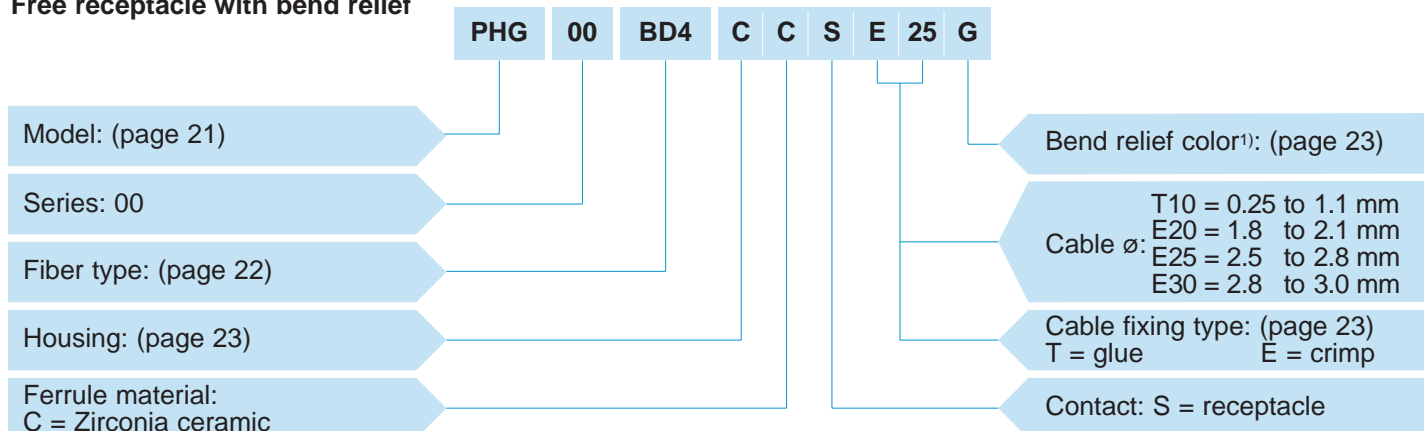 Free receptacle with bend relief
PHG 00 BD4 C C S E 25 G
Model: (page 21)
Series: 00
Fiber type: (page 22)
Housing: (page 23)
Ferrule material:
C = Zirconia ceramic
Bend relief color1): (page 23)
Cable ø:
T10 = 0.25 to 1.1 mm
E20 = 1.8 to 2.1 mm
E25 = 2.5 to 2.8 mm
E30 = 2.8 to 3.0 mm
Cable fixing type: (page 23)
T = glue E = crimp
Contact: S = receptacle